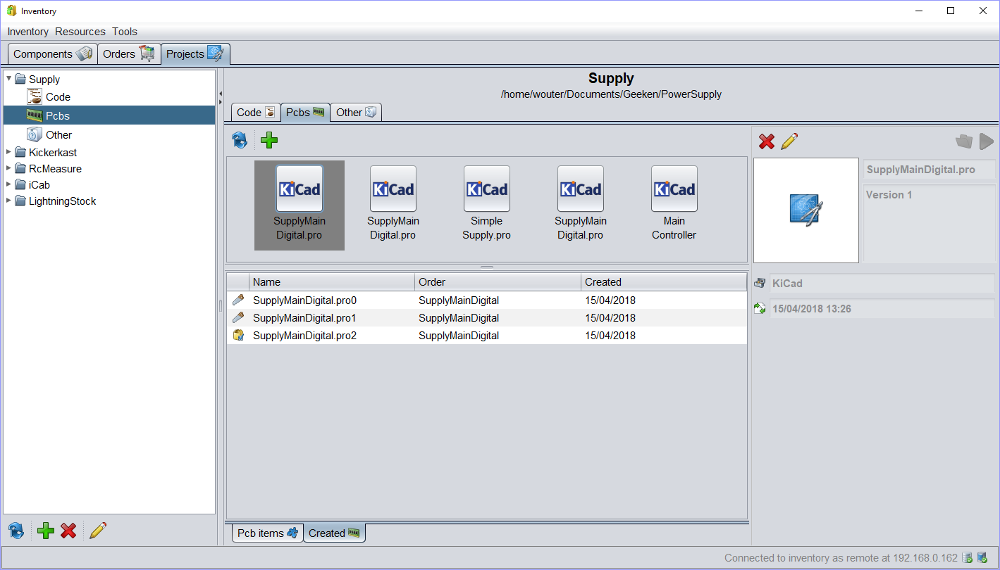 Inventory
Inventory Resources Tools
Components Orders Projects
Supply
Code
Pcbs
Other
Kickerkast
RcMeasure
iCab
LightningStock
Supply
/home/wouter/Documents/Geeken/PowerSupply
Code Pcbs Other
KiCad KiCad KiCad KiCad KiCad
SupplyMain SupplyMain Simple SupplyMain Main
Digital.pro Digital.pro Supply.pro Digital.pro Controller
Name Order Created
SupplyMainDigital.pro0 SupplyMainDigital 15/04/2018
SupplyMainDigital.pro1 SupplyMainDigital 15/04/2018
SupplyMainDigital.pro2 SupplyMainDigital 15/04/2018
Pcb items Created
SupplyMainDigital.pro
Version 1
KiCad
15/04/2018 13:26
Connected to inventory as remote at 192.168.0.162